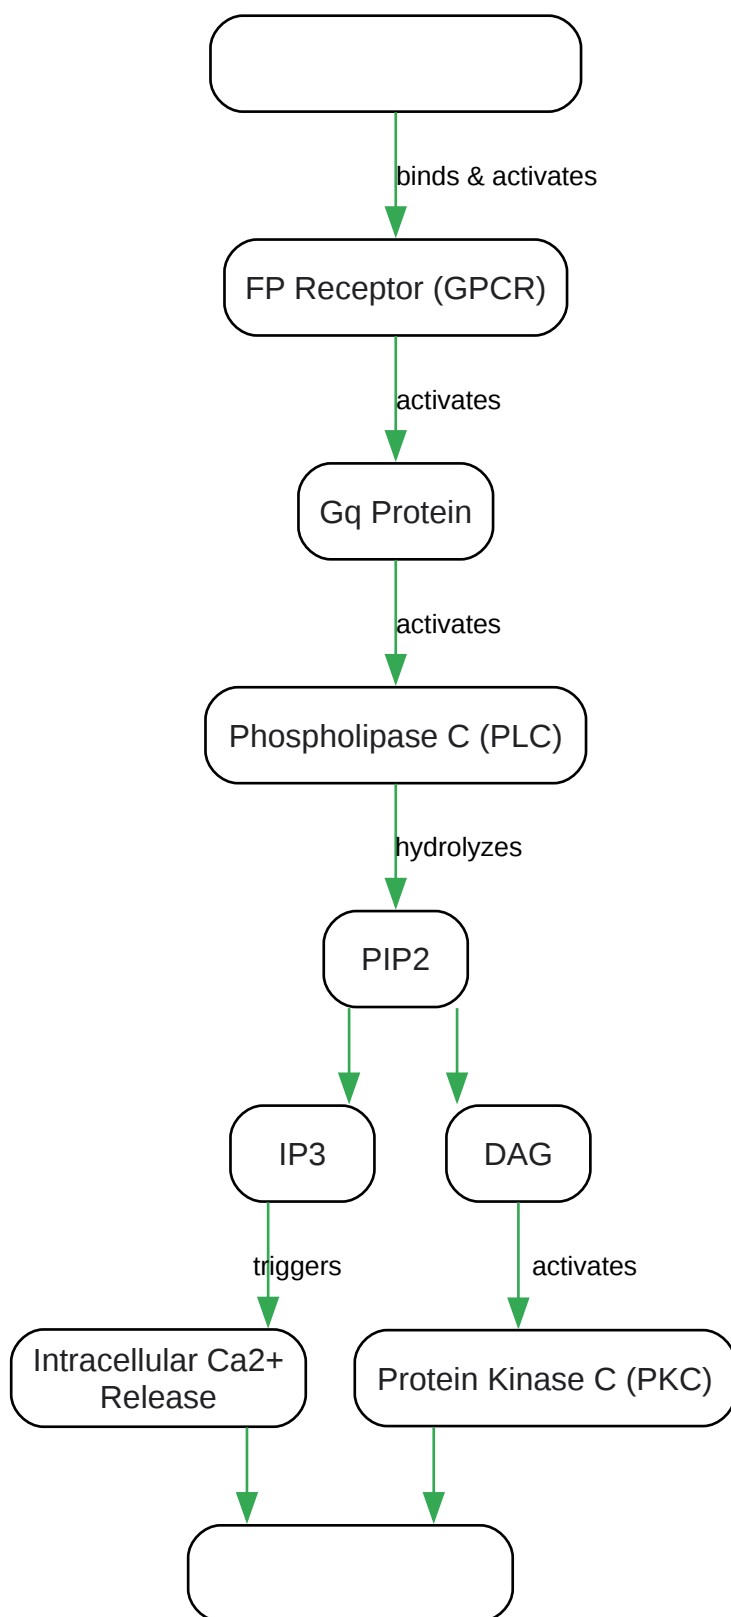 binds & activates
FP Receptor (GPCR)
activates
Gq Protein
activates
Phospholipase C (PLC)
hydrolyzes
PIP2
IP3
DAG
triggers
activates
Intracellular Ca2+
Release
Protein Kinase C (PKC)